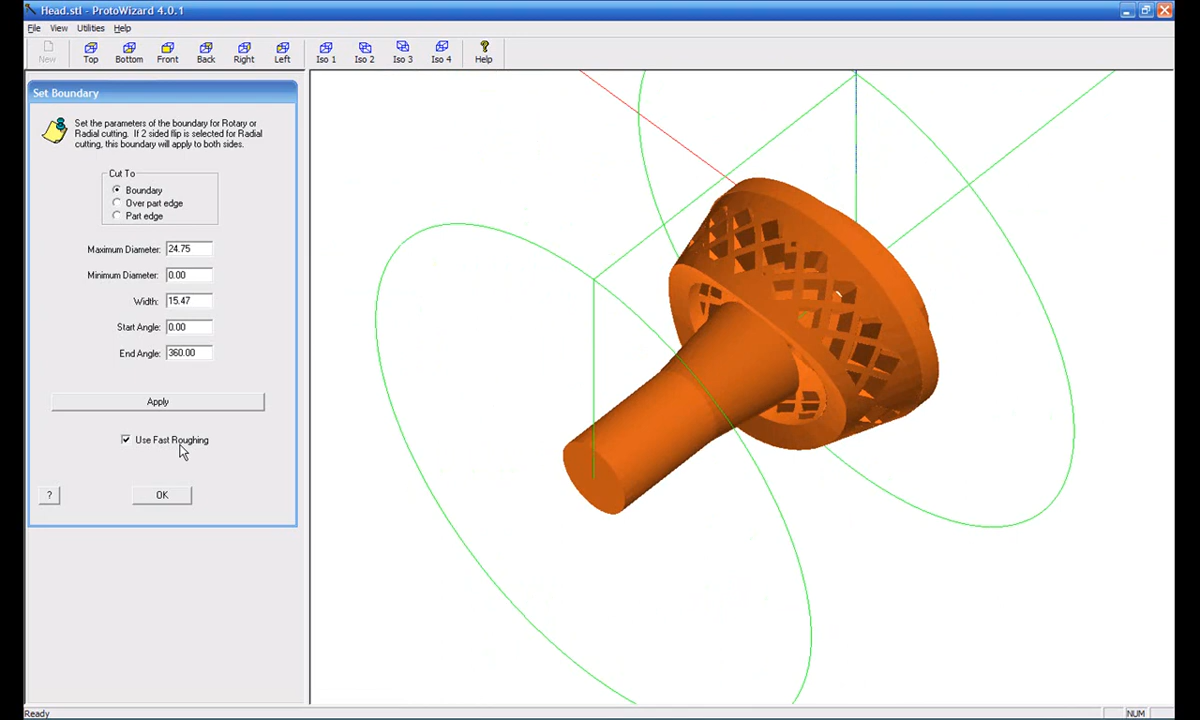 Head.stl - ProtoWizard 4.0.1
File View Utilities Help
New Top Bottom Front Back Right Left Iso 1 Iso 2 Iso 3 Iso 4 Help
Set Boundary
Set the parameters of the boundary for Rotary or
Radial cutting. If 2 sided flip is selected for Radial
cutting, this boundary will apply to both sides.
Cut To
Boundary
Over part edge
Part edge
Maximum Diameter: 24.75
Minimum Diameter: 0.00
Width: 15.47
Start Angle: 0.00
End Angle: 360.00
Apply
Use Fast Roughing
? OK
Ready NUM